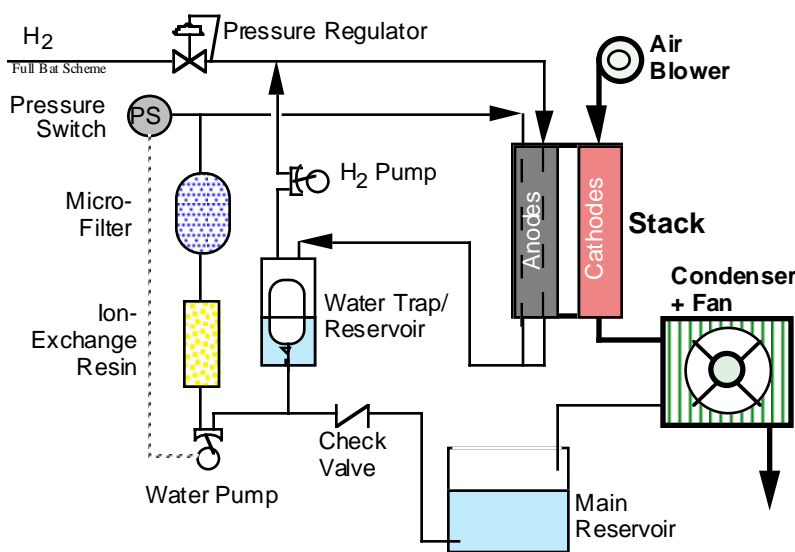 H2
Pressure Regulator
Full Bat Scheme
Air
Blower
Pressure
Switch
PS
H2 Pump
Micro-
Filter
Anodes
Cathodes
Stack
Condenser
+ Fan
Water Trap/
Reservoir
Ion-
Exchange
Resin
Check
Valve
Water Pump
Main
Reservoir